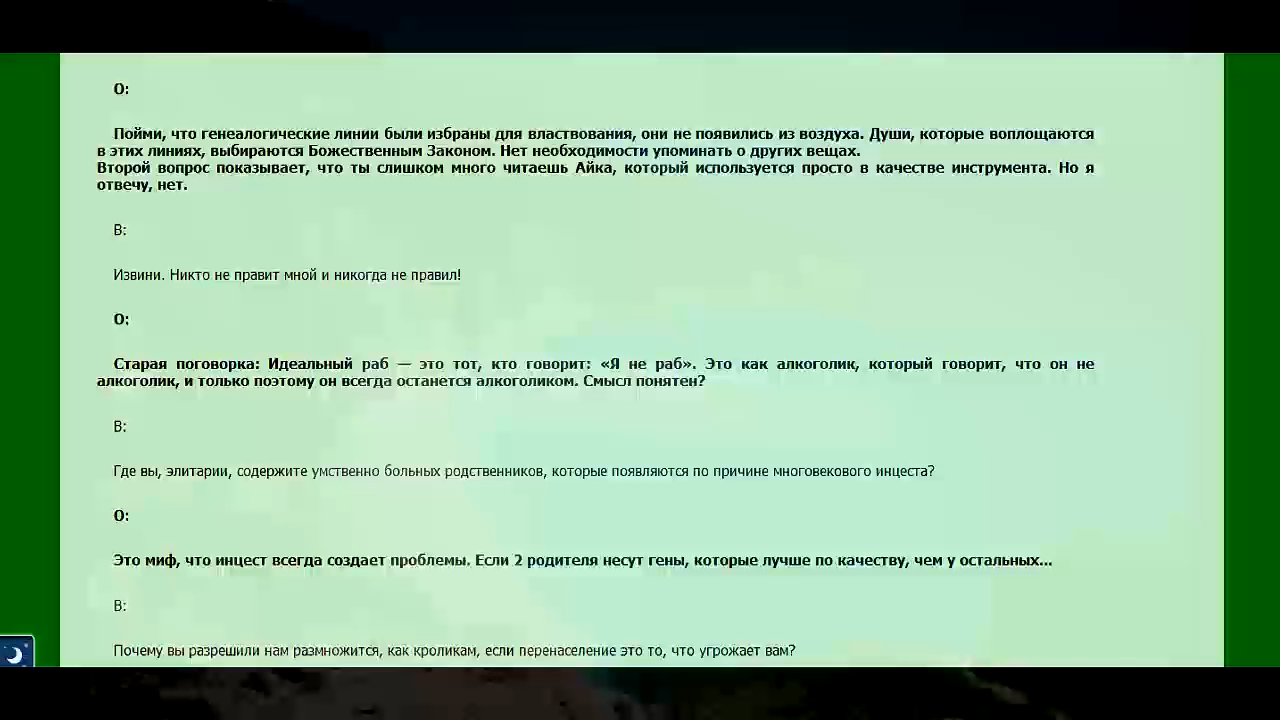 О:
Пойми, что генеалогические линии были избраны для властвования, они не появились из воздуха. Души, которые воплощаются
в этих линиях, выбираются Божественным Законом. Нет необходимости упоминать о других вещах.
Второй вопрос показывает, что ты слишком много читаешь Айка, который используется просто в качестве инструмента. Но я
отвечу, нет.
В:
Извини. Никто не правит мной и никогда не правил!
О:
Старая поговорка: Идеальный раб — это тот, кто говорит: «Я не раб». Это как алкоголик, который говорит, что он не
алкоголик, и только поэтому он всегда останется алкоголиком. Смысл понятен?
В:
Где вы, элитарии, содержите умственно больных родственников, которые появляются по причине многовекового инцеста?
О:
Это миф, что инцест всегда создает проблемы. Если 2 родителя несут гены, которые лучше по качеству, чем у остальных...
В:
Почему вы разрешили нам размножится, как кроликам, если перенаселение это то, что угрожает вам?